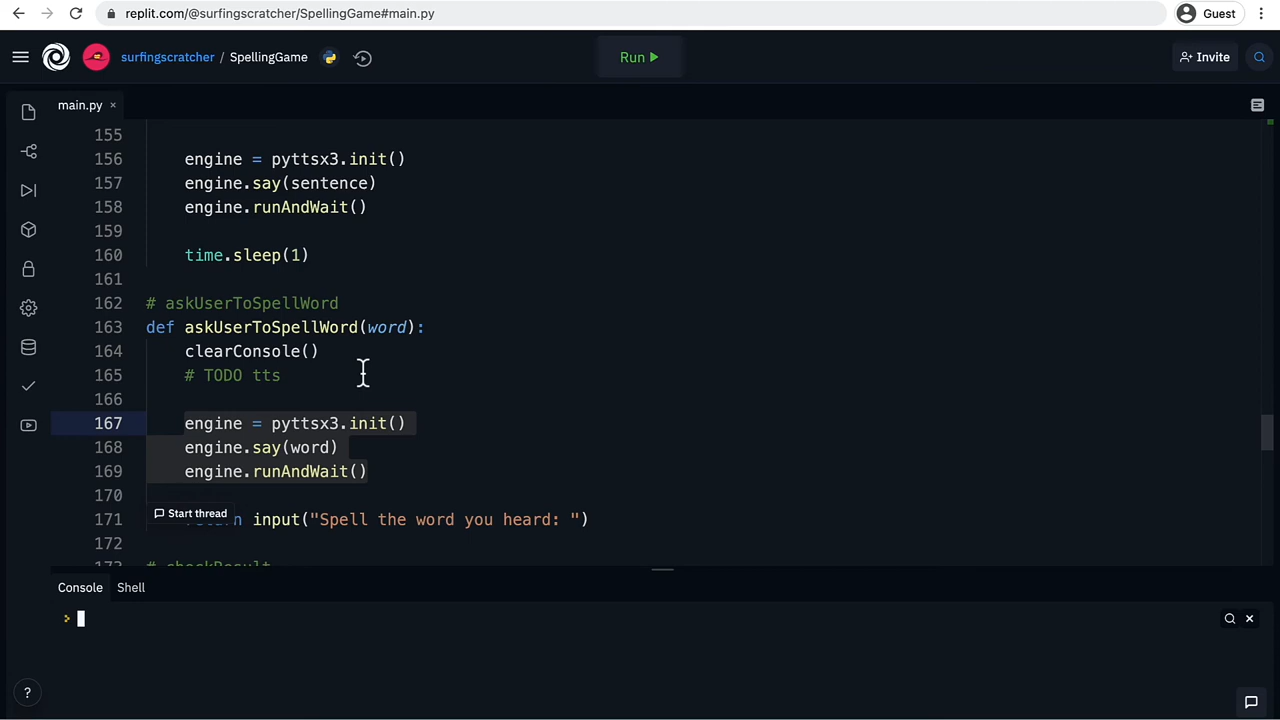 replit.com/@surfingscratcher/SpellingGame#main.py
Guest
surfingscratcher / SpellingGame
Run
Invite
main.py ×
155
156 engine = pyttsx3.init()
157 engine.say(sentence)
158 engine.runAndWait()
159
160 time.sleep(1)
161
162 # askUserToSpellWord
163 def askUserToSpellWord(word):
164 clearConsole()
165 # TODO tts
166
167 engine = pyttsx3.init()
168 engine.say(word)
169 engine.runAndWait()
170
Start thread
171 return input("Spell the word you heard: ")
172
173 # checkResult
Console Shell
>
?